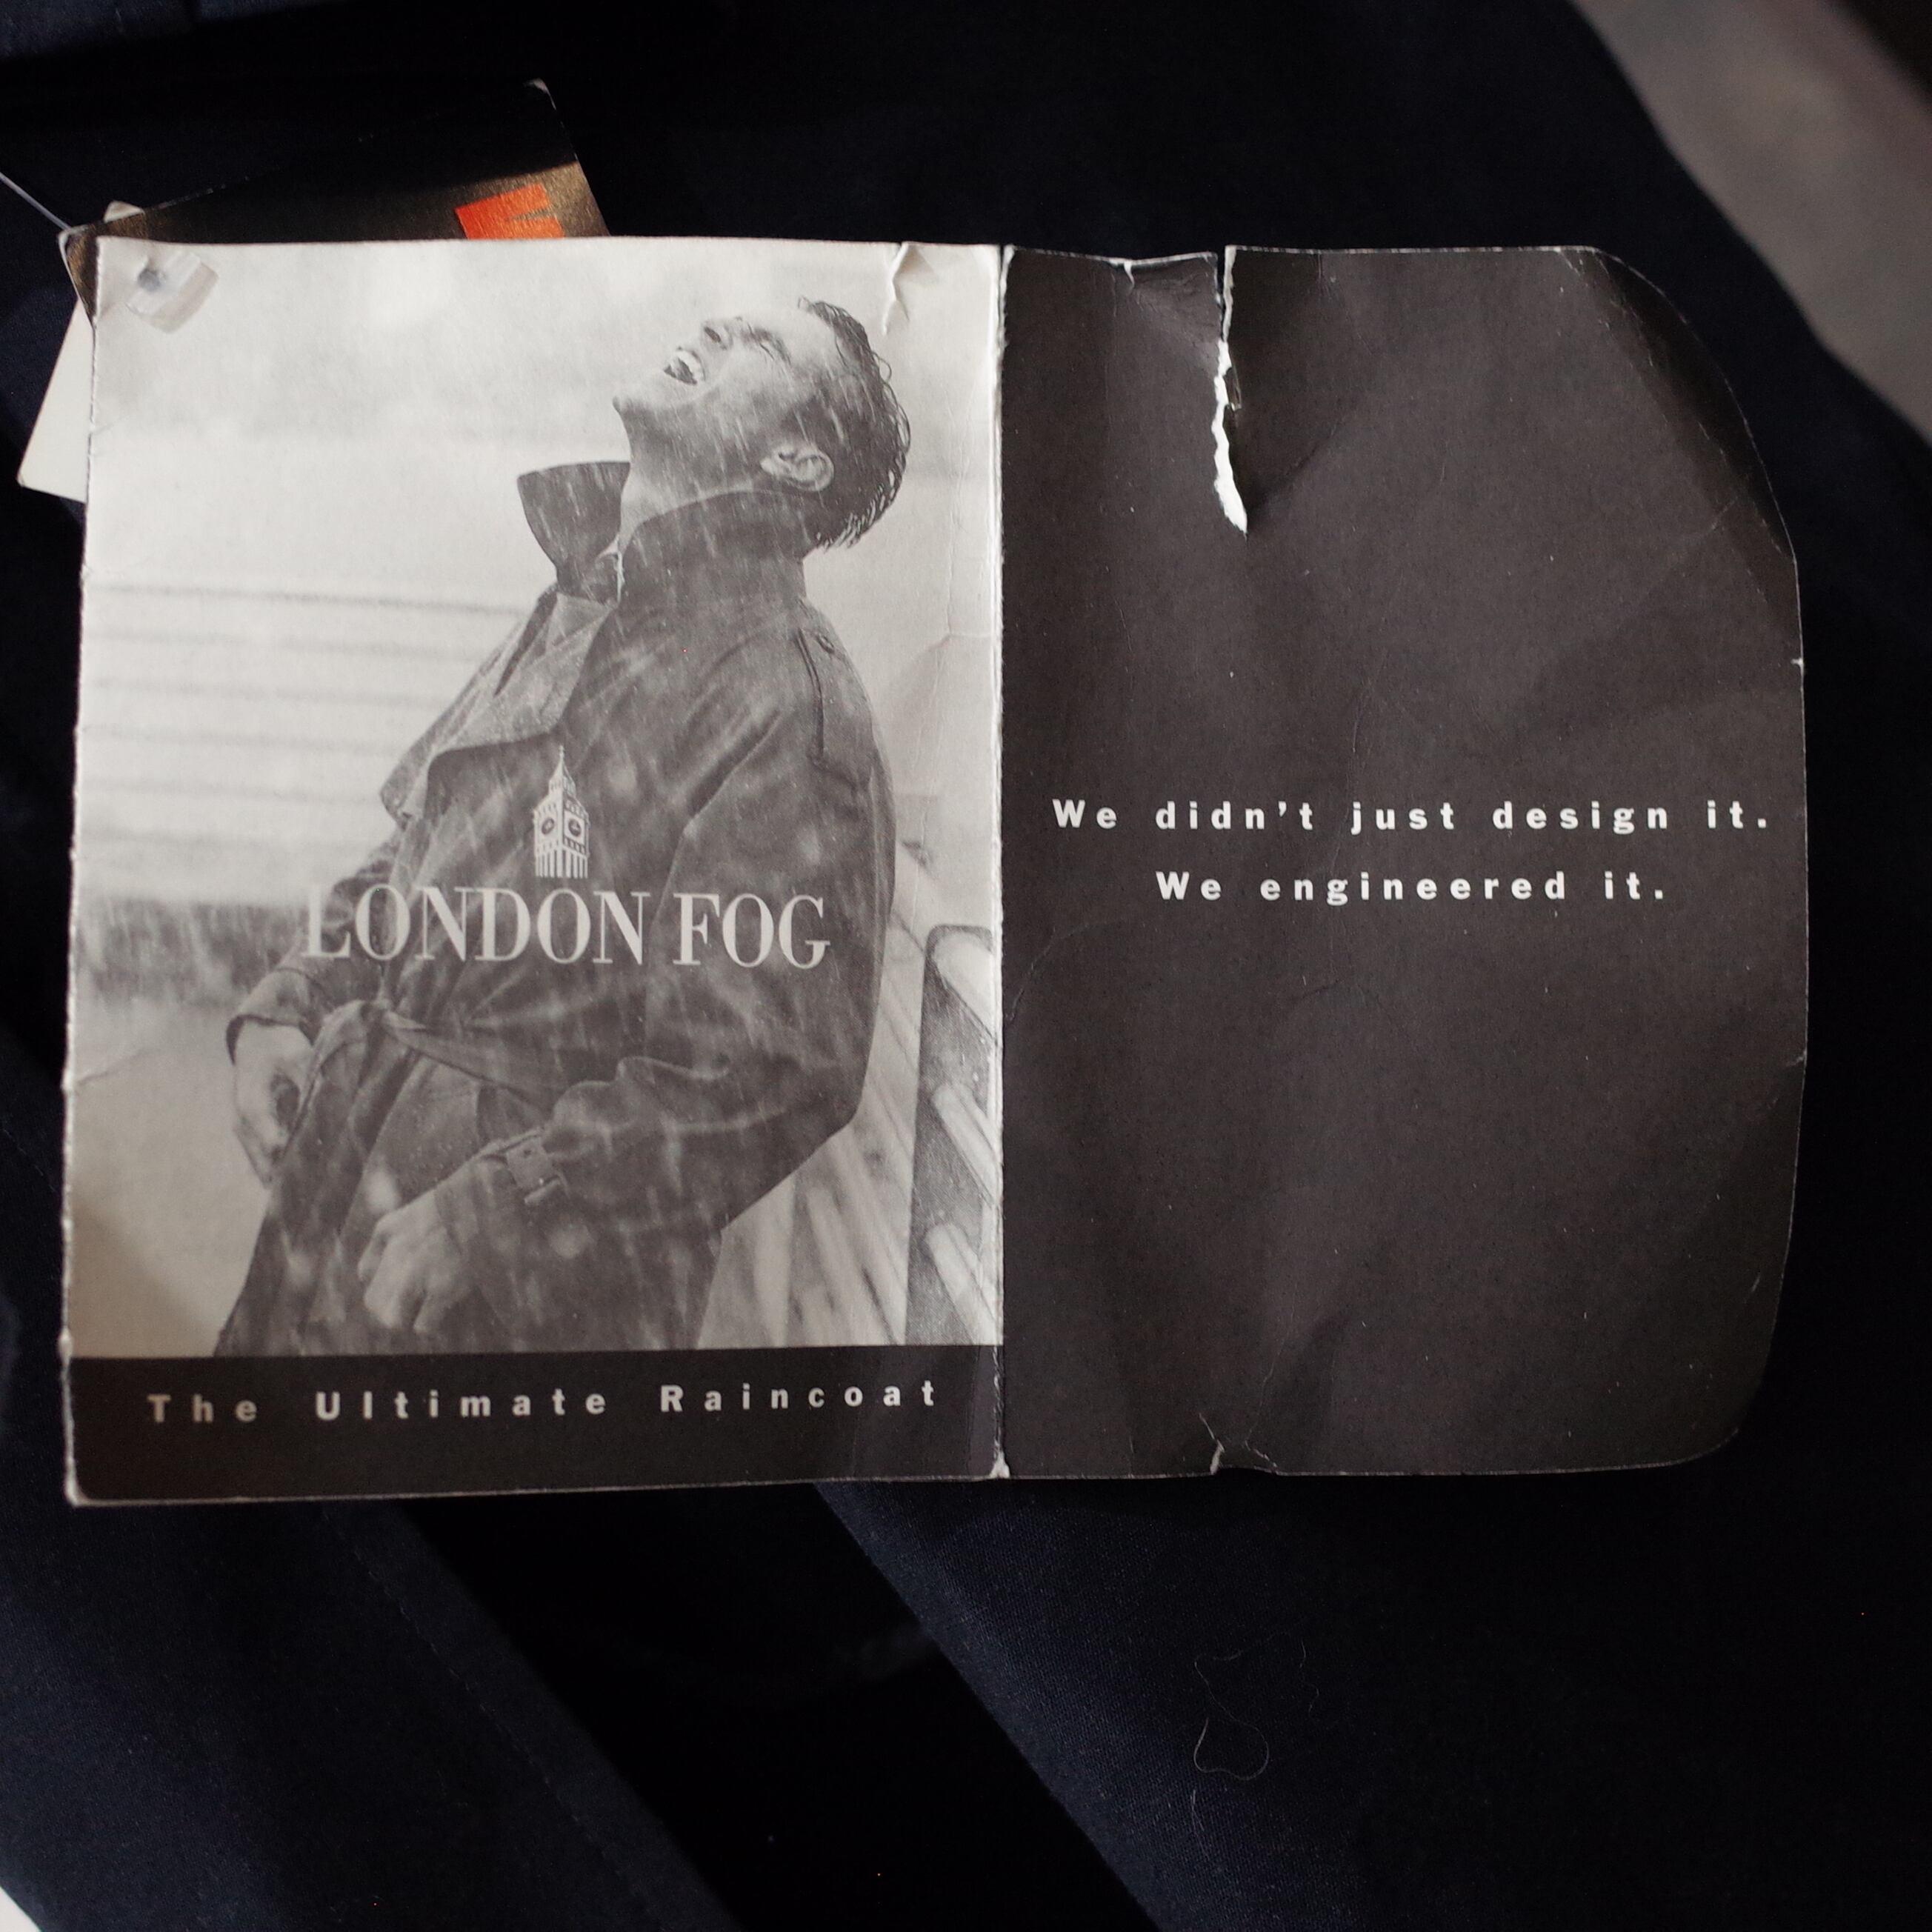 LONDON FOG
The Ultimate Raincoat
We didn't just design it.
We engineered it.